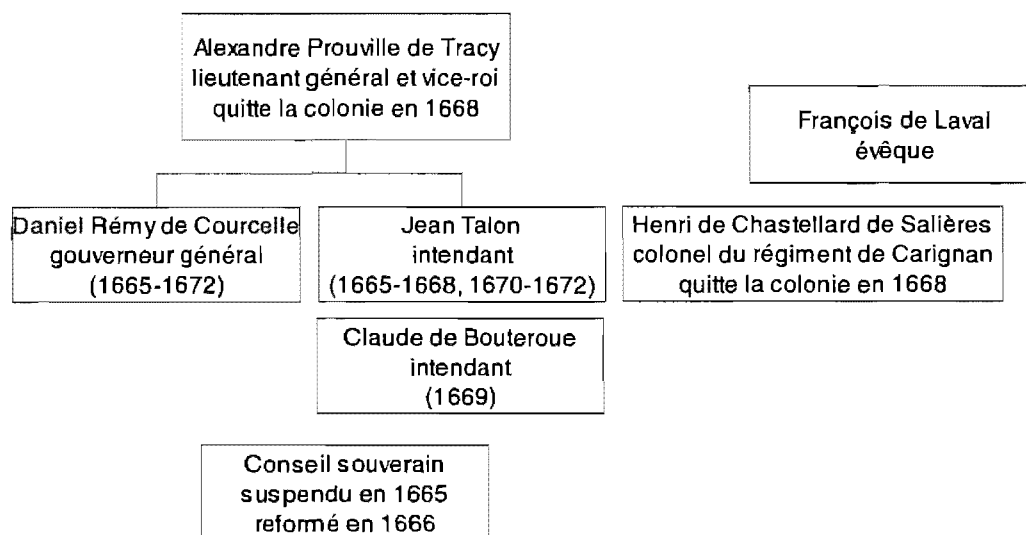 Alexandre Prouville de Tracy
lieutenant général et vice-roi
quitte la colonie en 1668
François de Laval
évêque
Daniel Rémy de Courcelle
gouverneur général
(1665-1672)
Jean Talon
intendant
(1665-1668, 1670-1672)
Henri de Chastellard de Salières
colonel du régiment de Carignan
quitte la colonie en 1668
Claude de Bouteroue
intendant
(1669)
Conseil souverain
suspendu en 1665
reformé en 1666